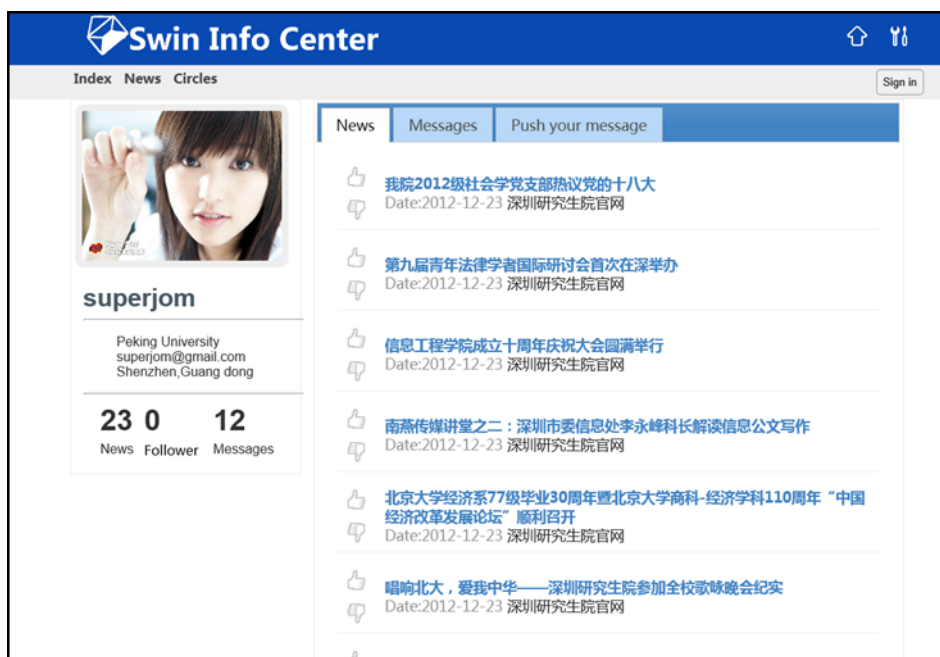 Swin Info Center
Index News Circles
Sign in
superjom
Peking University
superjom@gmail.com
Shenzhen,Guang dong
23 0 12
News Follower Messages
News Messages Push your message
我院2012级社会学党支部热议党的十八大
Date:2012-12-23 深圳研究生院官网
第九届青年法律学者国际研讨会首次在深举办
Date:2012-12-23 深圳研究生院官网
信息工程学院成立十周年庆祝大会圆满举行
Date:2012-12-23 深圳研究生院官网
南燕传媒讲堂之二：深圳市委信息处李永峰科长解读信息公文写作
Date:2012-12-23 深圳研究生院官网
北京大学经济系77级毕业30周年暨北京大学商科-经济学科110周年“中国
经济改革发展论坛”顺利召开
Date:2012-12-23 深圳研究生院官网
唱响北大，爱我中华——深圳研究生院参加全校歌咏晚会纪实
Date:2012-12-23 深圳研究生院官网